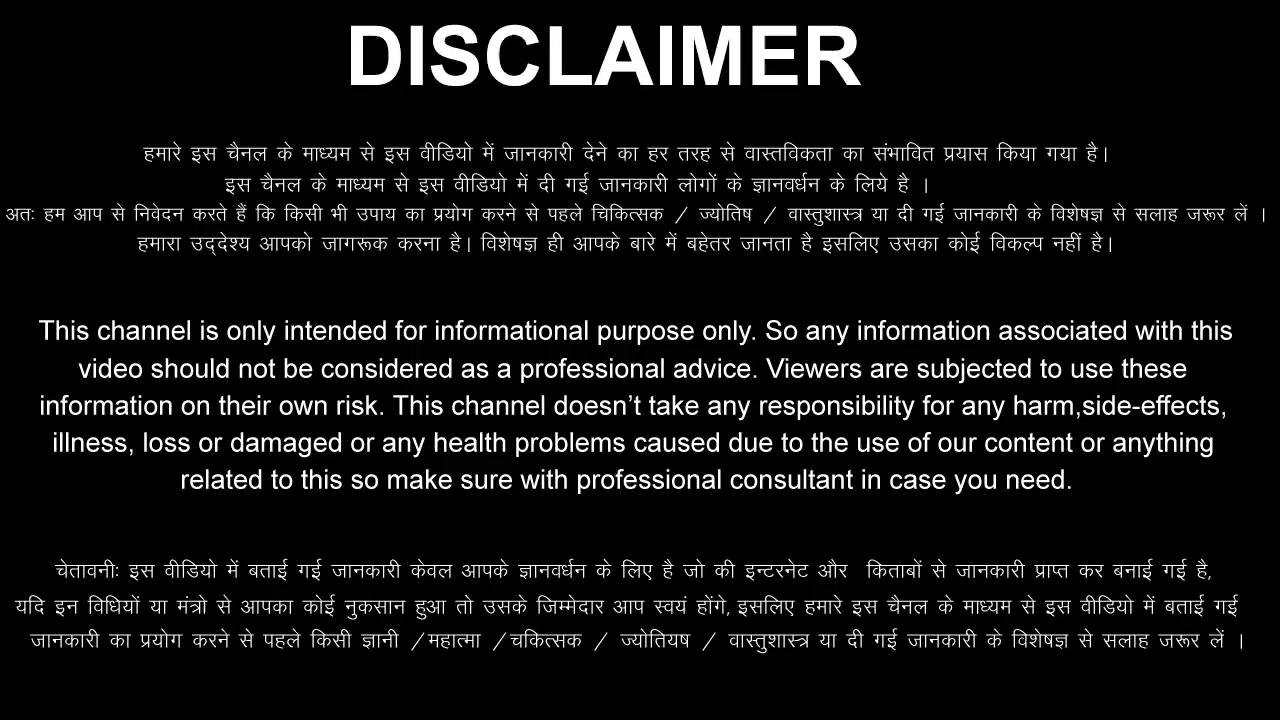 DISCLAIMER
हमारे इस चैनल के माध्यम से इस वीडियो में जानकारी देने का हर तरह से वास्तविकता का संभावित प्रयास किया गया है।
इस चैनल के माध्यम से इस वीडियो में दी गई जानकारी लोगों के ज्ञानवर्धन के लिये है ।
अतः हम आप से निवेदन करते हैं कि किसी भी उपाय का प्रयोग करने से पहले चिकित्सक / ज्योतिष / वास्तुशास्त्र या दी गई जानकारी के विशेषज्ञ से सलाह जरूर लें ।
हमारा उद्देश्य आपको जागरूक करना है। विशेषज्ञ ही आपके बारे में बहेतर जानता है इसलिए उसका कोई विकल्प नहीं है।
This channel is only intended for informational purpose only. So any information associated with this
video should not be considered as a professional advice. Viewers are subjected to use these
information on their own risk. This channel doesn’t take any responsibility for any harm,side-effects,
illness, loss or damaged or any health problems caused due to the use of our content or anything
related to this so make sure with professional consultant in case you need.
चेतावनीः इस वीडियो में बताई गई जानकारी केवल आपके ज्ञानवर्धन के लिए है जो की इन्टरनेट और किताबों से जानकारी प्राप्त कर बनाई गई है,
यदि इन विधियों या मंत्रो से आपका कोई नुकसान हुआ तो उसके जिम्मेदार आप स्वयं होंगे, इसलिए हमारे इस चैनल के माध्यम से इस वीडियो में बताई गई
जानकारी का प्रयोग करने से पहले किसी ज्ञानी /महात्मा /चकित्सक / ज्योतियष / वास्तुशास्त्र या दी गई जानकारी के विशेषज्ञ से सलाह जरूर लें ।